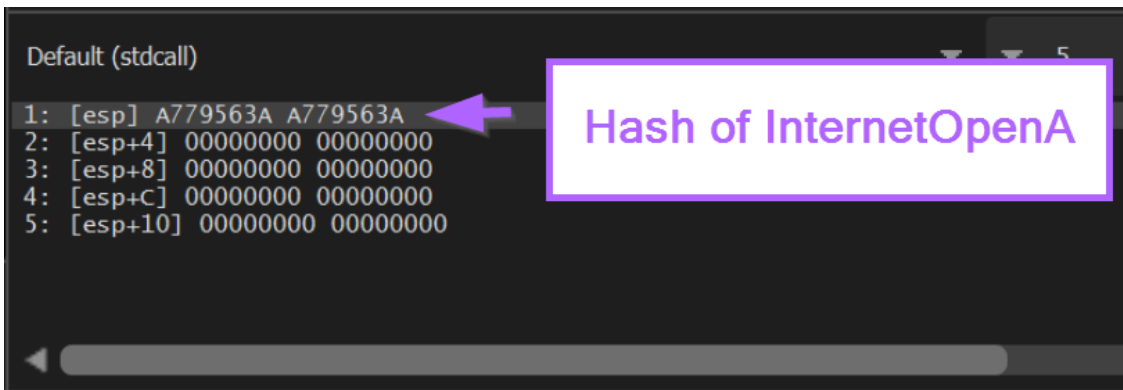 Default (stdcall)
5
Hash of InternetOpenA
1: [esp] A779563A A779563A
2: [esp+4] 00000000 00000000
3: [esp+8] 00000000 00000000
4: [esp+C] 00000000 00000000
5: [esp+10] 00000000 00000000